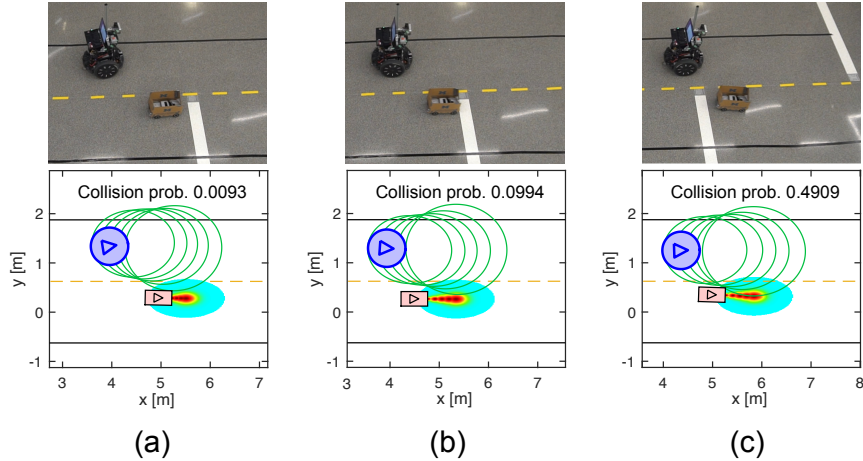 Collision prob. 0.0093
Collision prob. 0.0994
Collision prob. 0.4909
y [m]
2
1
0
-1
3
4
5
6
7
x [m]
y [m]
2
1
0
-1
3
4
5
6
7
x [m]
y [m]
2
1
0
-1
4
5
6
7
8
x [m]
(a)
(b)
(c)